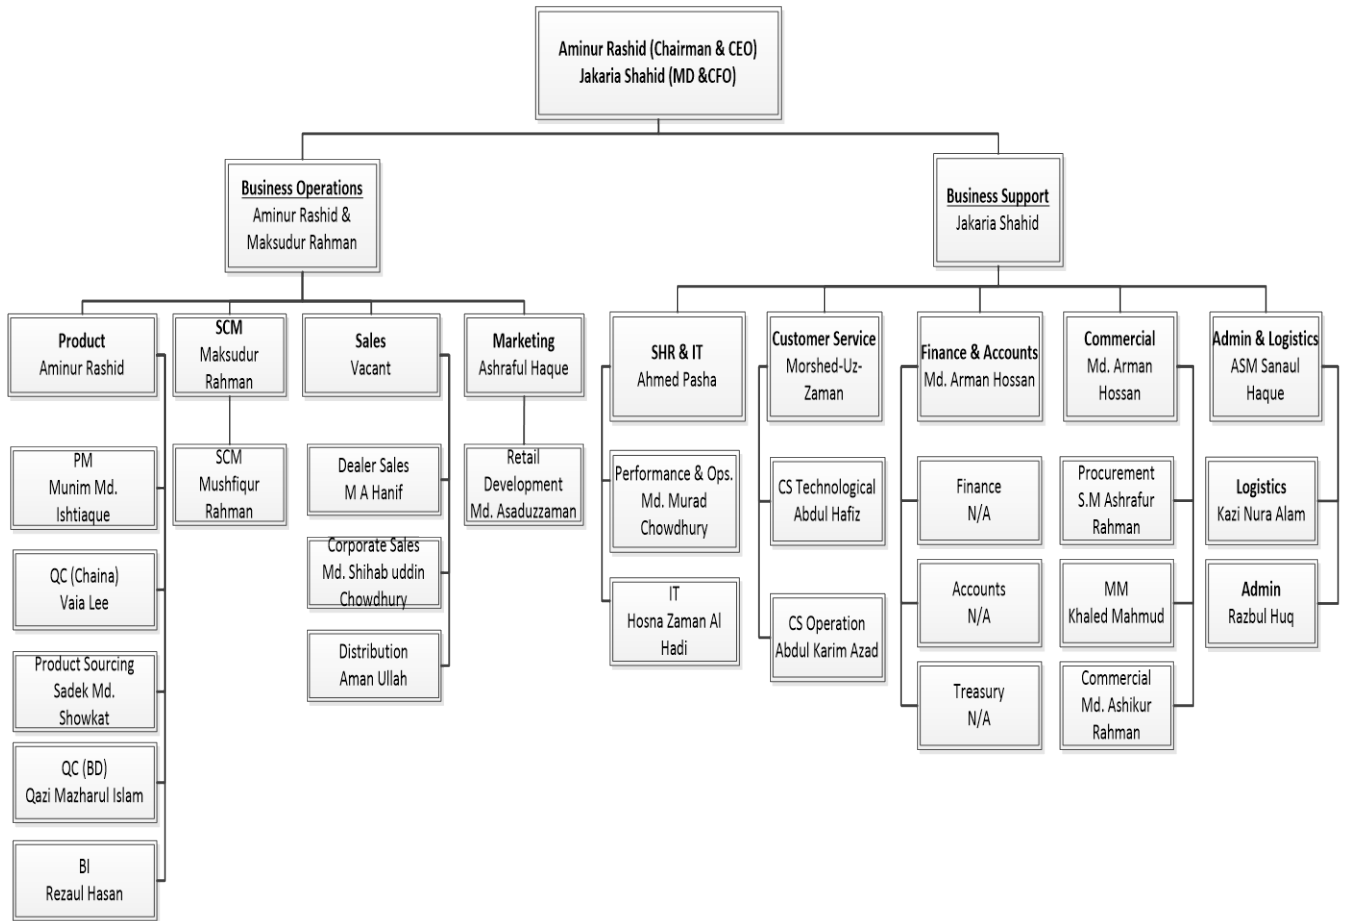 Aminur Rashid (Chairman & CEO)
Jakaria Shahid (MD &CFO)
Business Operations
Aminur Rashid &
Maksudur Rahman
Business Support
Jakaria Shahid
Product
Aminur Rashid
SCM
Maksudur
Rahman
Sales
Vacant
Marketing
Ashraful Haque
SHR & IT
Ahmed Pasha
Customer Service
Morshed-Uz-
Zaman
Finance & Accounts
Md. Arman Hossan
Commercial
Md. Arman
Hossan
Admin & Logistics
ASM Sanaul
Haque
PM
Munim Md.
Ishtiaque
SCM
Mushfiqur
Rahman
Dealer Sales
M A Hanif
Retail
Development
Md. Asaduzzaman
Performance & Ops.
Md. Murad
Chowdhury
CS Technological
Abdul Hafiz
Finance
N/A
Procurement
S.M Ashrafur
Rahman
Logistics
Kazi Nura Alam
QC (Chaina)
Vaia Lee
Corporate Sales
Md. Shihab uddin
Chowdhury
IT
Hosna Zaman Al
Hadi
CS Operation
Abdul Karim Azad
Accounts
N/A
MM
Khaled Mahmud
Admin
Razbul Huq
Product Sourcing
Sadek Md.
Showkat
Distribution
Aman Ullah
Treasury
N/A
Commercial
Md. Ashikur
Rahman
QC (BD)
Qazi Mazharul Islam
BI
Rezaul Hasan